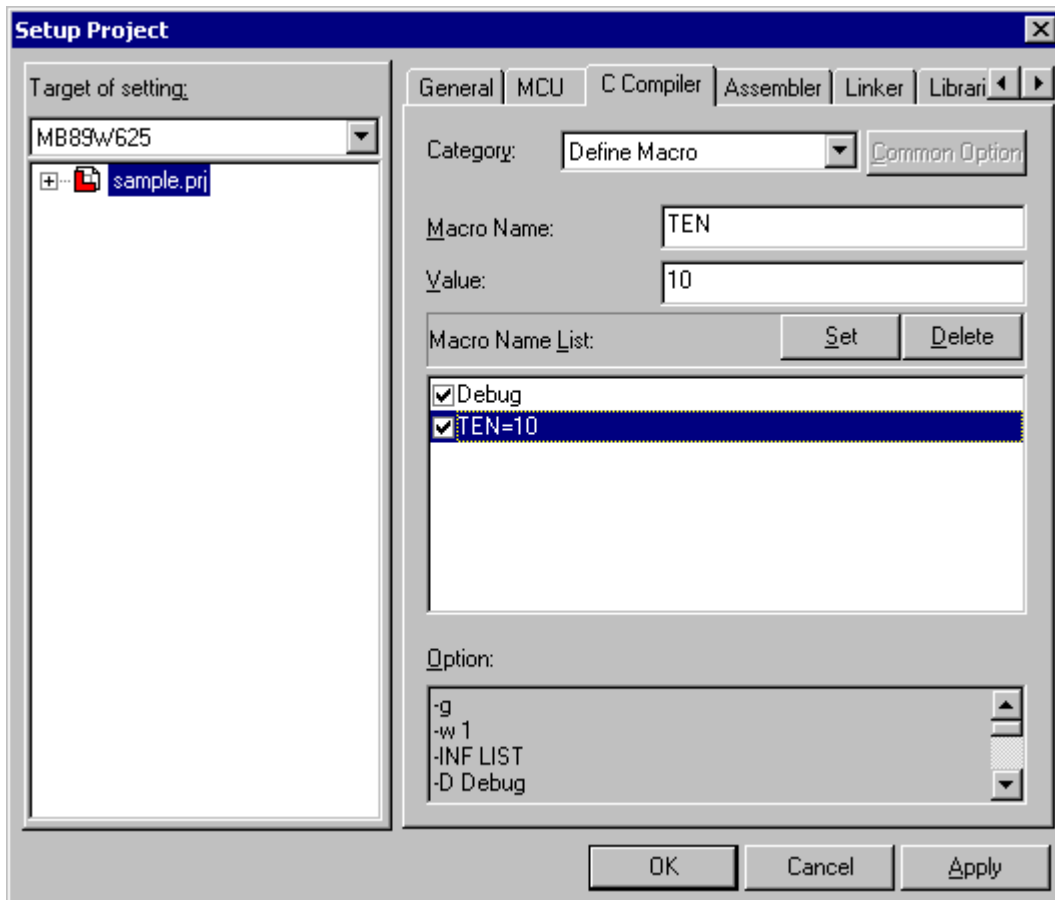 Setup Project
Target of setting:
MB89W625
sample.prj
General MCU C Compiler Assembler Linker Librari
Category: Define Macro Common Option
Macro Name: TEN
Value: 10
Macro Name List: Set Delete
Debug
TEN=10
Option:
-g
-w 1
-INF LIST
-D Debug
OK Cancel Apply